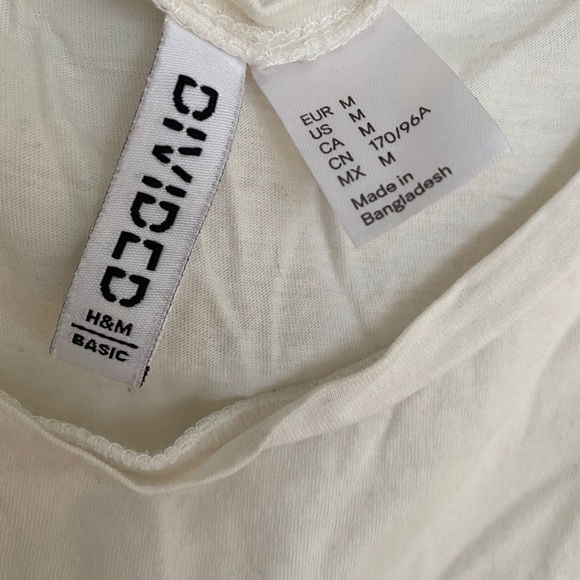 DIVIDED
H&M
BASIC
EUR M
US M
CA M
CN 170/96A
MX M
Made in
Bangladesh